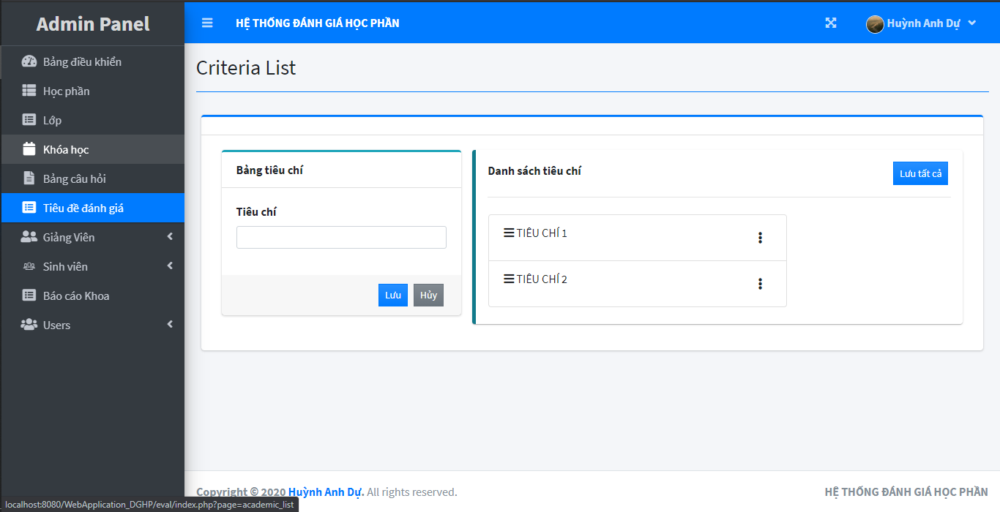 Admin Panel
HỆ THỐNG ĐÁNH GIÁ HỌC PHẦN
Huỳnh Anh Dự
Bảng điều khiển
Học phần
Lớp
Khóa học
Bảng câu hỏi
Tiêu đề đánh giá
Giảng Viên
Sinh viên
Báo cáo Khoa
Users
Criteria List
Bảng tiêu chí
Tiêu chí
Lưu
Hủy
Danh sách tiêu chí
Lưu tất cả
TIÊU CHÍ 1
TIÊU CHÍ 2
Copyright © 2020 Huỳnh Anh Dự. All rights reserved.
HỆ THỐNG ĐÁNH GIÁ HỌC PHẦN
localhost:8080/WebApplication_DGHP/eval/index.php?page=academic_list